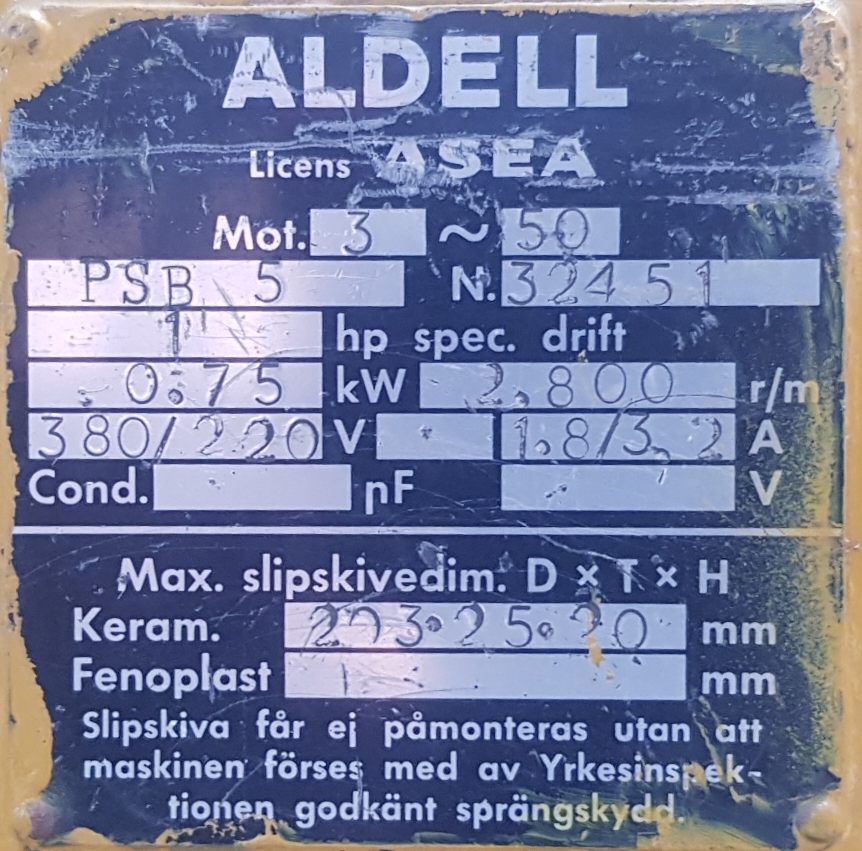 ALDELL
Licens ASEA
Mot. 3 ~ 50
PSB 5 N. 32451
1 hp spec. drift
0.75 kW 2.800 r/m
380/220 V 1.8/3,2 A
Cond. µF V
Max. slipskivedim. D × T × H
Keram. 203·25·20 mm
Fenoplast mm
Slipskiva får ej påmonteras utan att
maskinen förses med av Yrkesinspek-
tionen godkänt sprängskydd.